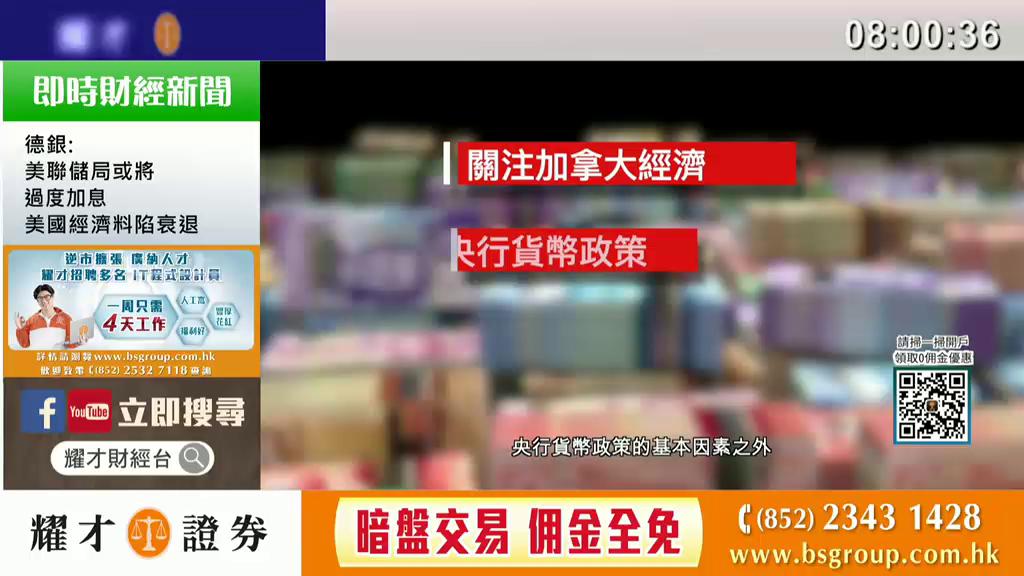 耀才
08:00:36
即時財經新聞
德銀:
美聯儲局或將
過度加息
美國經濟料陷衰退
逆市擴張 廣納人才
耀才招聘多名 IT程式設計員
一周只需
4天工作
人工高
福利好
豐厚
花紅
詳情請瀏覽www.bsgroup.com.hk
歡迎致電(852) 2532 7118查詢
f YouTube 立即搜尋
耀才財經台
關注加拿大經濟
央行貨幣政策
請掃一掃開戶
領取0佣金優惠
央行貨幣政策的基本因素之外
耀才證券
暗盤交易 佣金全免
(852) 2343 1428
www.bsgroup.com.hk